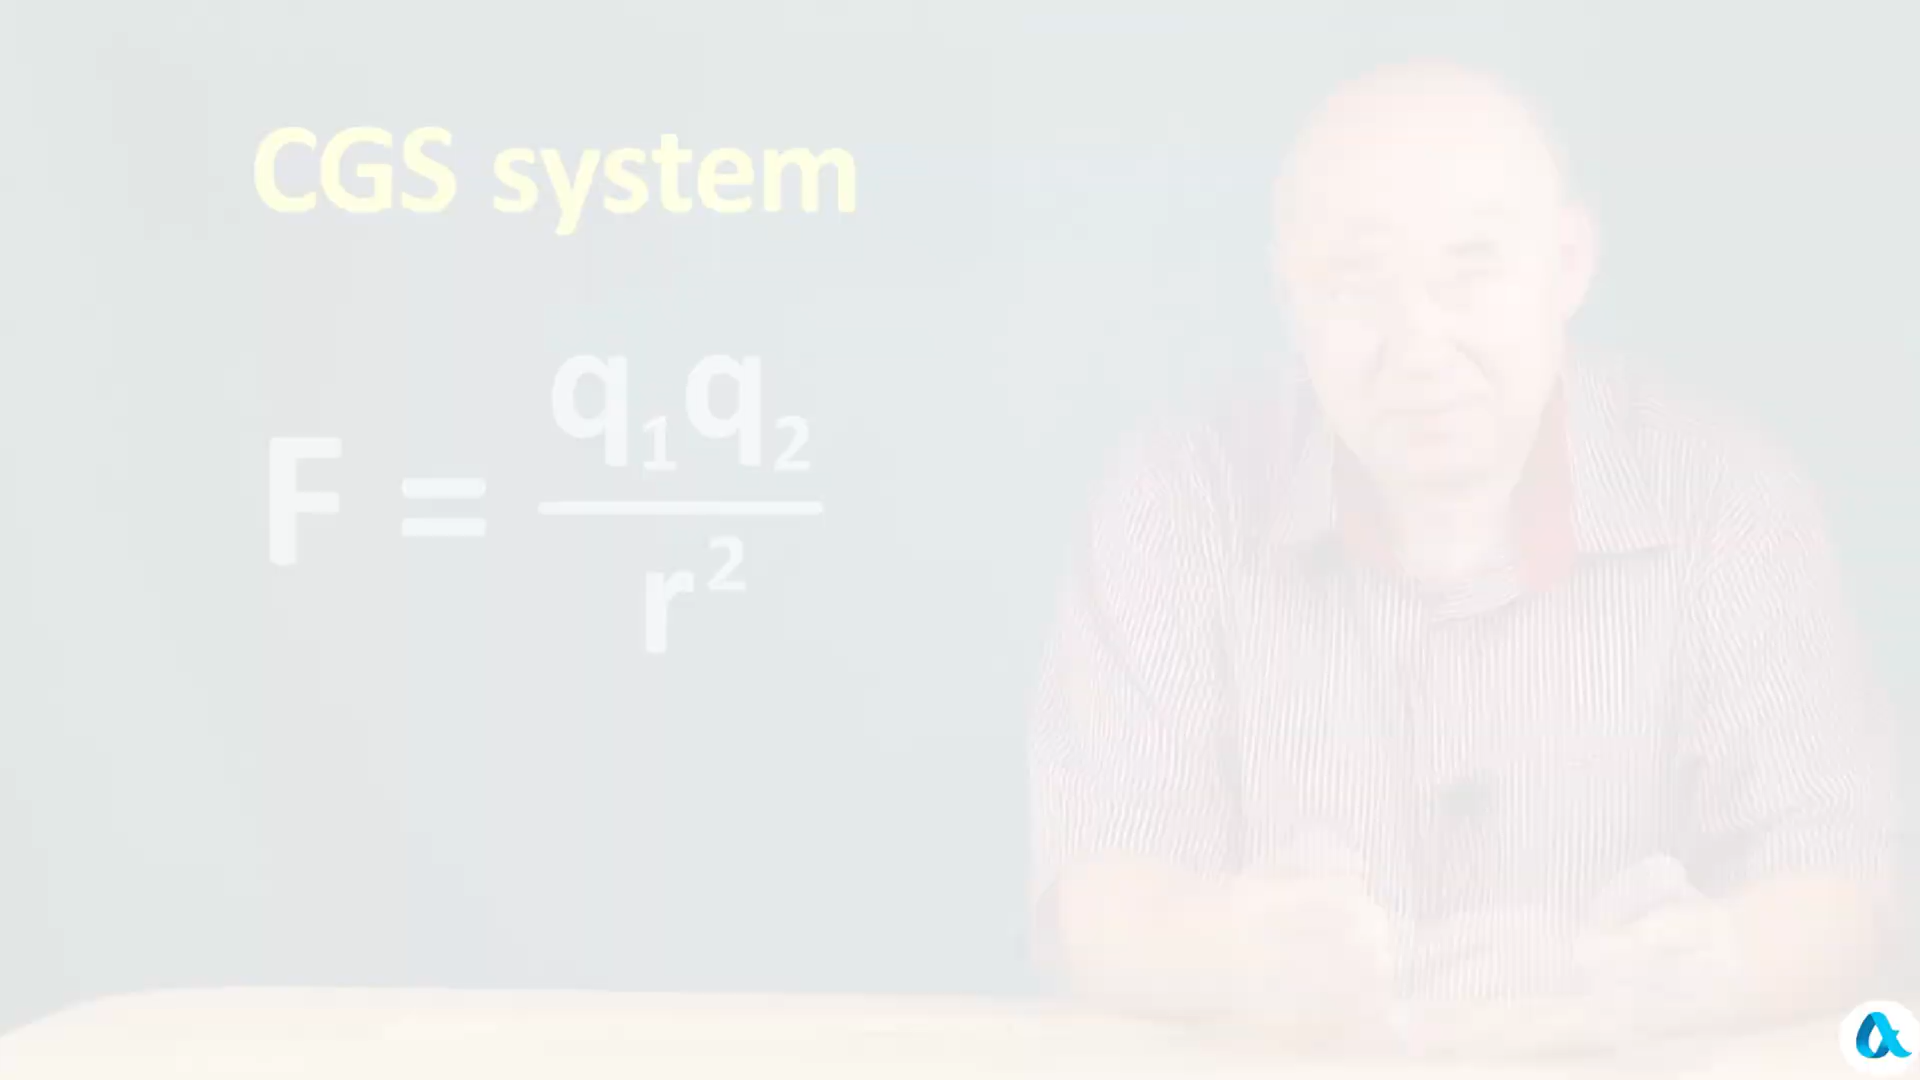 CGS system
F = q₁q₂ / r²